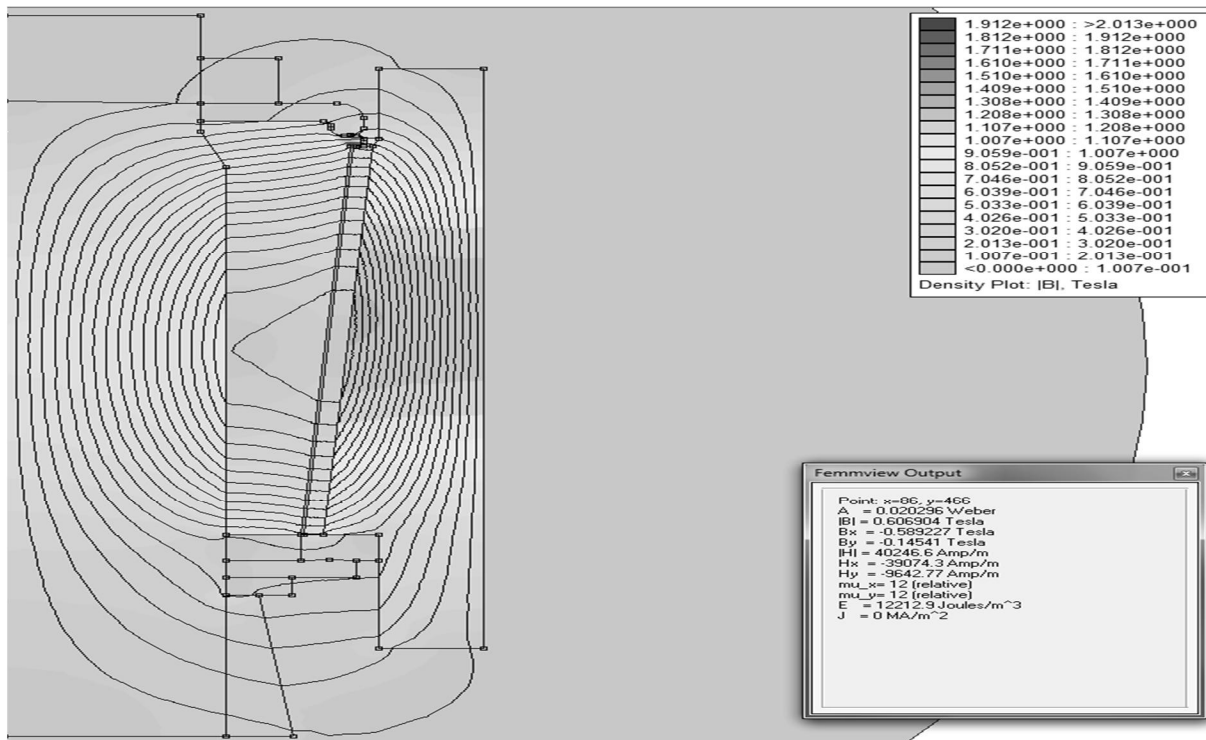 1.912e+000 : >2.013e+000
1.812e+000 : 1.912e+000
1.711e+000 : 1.812e+000
1.610e+000 : 1.711e+000
1.510e+000 : 1.610e+000
1.409e+000 : 1.510e+000
1.308e+000 : 1.409e+000
1.208e+000 : 1.308e+000
1.107e+000 : 1.208e+000
1.007e+000 : 1.107e+000
9.059e-001 : 1.007e+000
8.052e-001 : 9.059e-001
7.046e-001 : 8.052e-001
6.039e-001 : 7.046e-001
5.033e-001 : 6.039e-001
4.026e-001 : 5.033e-001
3.020e-001 : 4.026e-001
2.013e-001 : 3.020e-001
1.007e-001 : 2.013e-001
<0.000e+000 : 1.007e-001
Density Plot: |B|, Tesla
Femmview Output
Point: x=86, y=466
A = 0.020296 Weber
|B| = 0.606904 Tesla
Bx = -0.589227 Tesla
By = -0.14541 Tesla
|H| = 40246.6 Amp/m
Hx = -39074.3 Amp/m
Hy = -9642.77 Amp/m
mu_x= 12 (relative)
mu_y= 12 (relative)
E = 12212.9 Joules/m^3
J = 0 MA/m^2